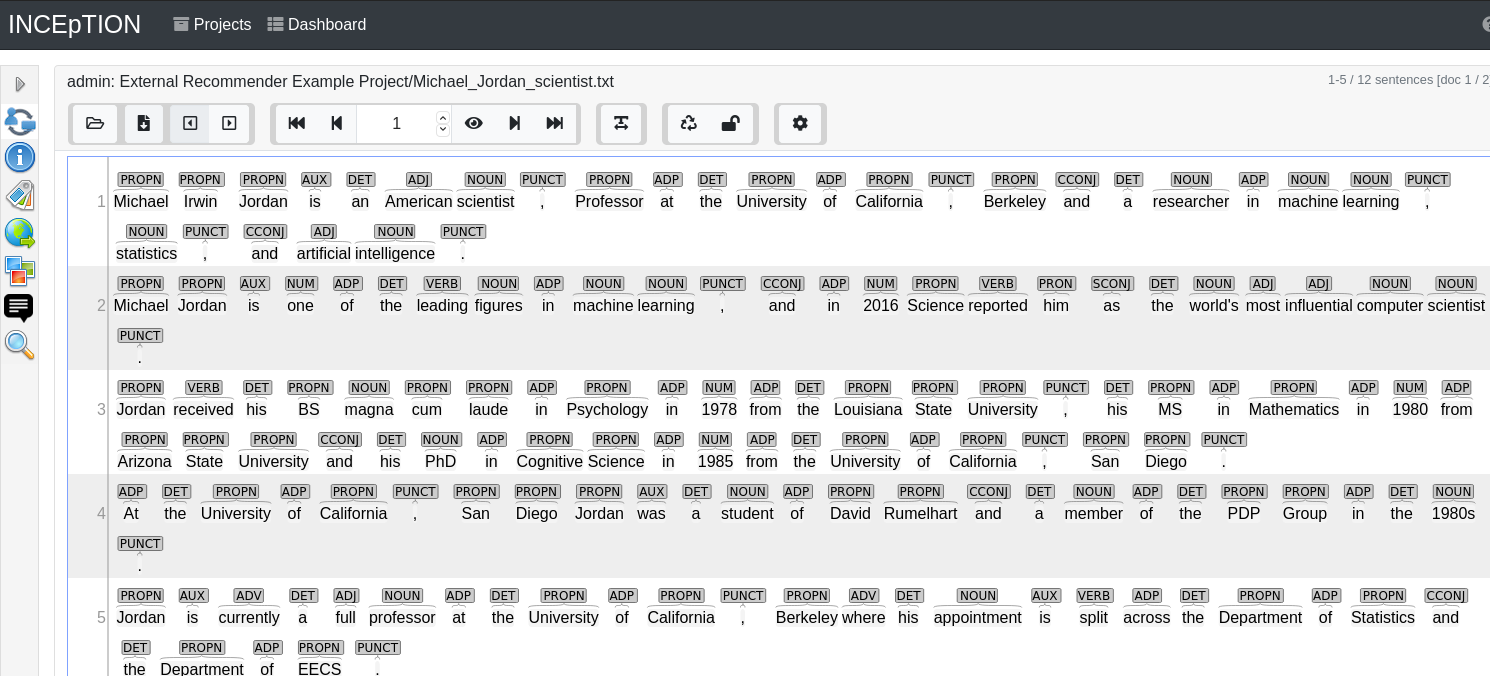 INCEpTION Projects Dashboard
admin: External Recommender Example Project/Michael_Jordan_scientist.txt 1-5 / 12 sentences [doc 1 / 2]
1
PROPN PROPN PROPN AUX DET ADJ NOUN PUNCT PROPN ADP DET PROPN ADP PROPN PUNCT PROPN CCONJ DET NOUN ADP NOUN NOUN PUNCT
1 Michael Irwin Jordan is an American scientist , Professor at the University of California , Berkeley and a researcher in machine learning ,
NOUN PUNCT CCONJ ADJ NOUN PUNCT
statistics , and artificial intelligence .
PROPN PROPN AUX NUM ADP DET VERB NOUN ADP NOUN NOUN PUNCT CCONJ ADP NUM PROPN VERB PRON SCONJ DET NOUN ADJ ADJ NOUN NOUN
2 Michael Jordan is one of the leading figures in machine learning , and in 2016 Science reported him as the world's most influential computer scientist
PUNCT
.
PROPN VERB DET PROPN NOUN PROPN PROPN ADP PROPN ADP NUM ADP DET PROPN PROPN PROPN PUNCT DET PROPN ADP PROPN ADP NUM ADP
3 Jordan received his BS magna cum laude in Psychology in 1978 from the Louisiana State University , his MS in Mathematics in 1980 from
PROPN PROPN PROPN CCONJ DET NOUN ADP PROPN PROPN ADP NUM ADP DET PROPN ADP PROPN PUNCT PROPN PROPN PUNCT
Arizona State University and his PhD in Cognitive Science in 1985 from the University of California , San Diego .
ADP DET PROPN ADP PROPN PUNCT PROPN PROPN PROPN AUX DET NOUN ADP PROPN PROPN CCONJ DET NOUN ADP DET PROPN PROPN ADP DET NOUN
4 At the University of California , San Diego Jordan was a student of David Rumelhart and a member of the PDP Group in the 1980s
PUNCT
.
PROPN AUX ADV DET ADJ NOUN ADP DET PROPN ADP PROPN PUNCT PROPN ADV DET NOUN AUX VERB ADP DET PROPN ADP PROPN CCONJ
5 Jordan is currently a full professor at the University of California , Berkeley where his appointment is split across the Department of Statistics and
DET PROPN ADP PROPN PUNCT
the Department of EECS .